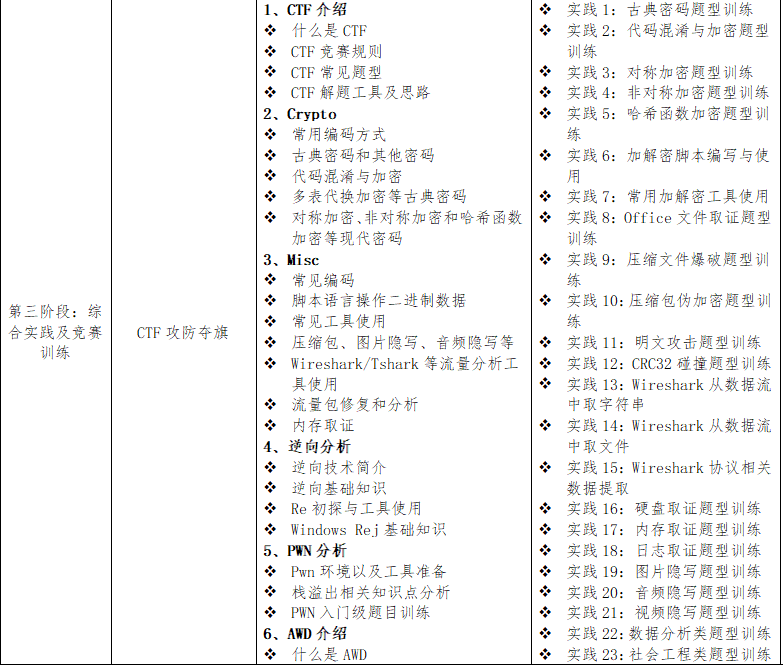 第三阶段：综
合实践及竞赛
训练
CTF 攻防夺旗
1、CTF 介绍
❖ 什么是 CTF
❖ CTF 竞赛规则
❖ CTF 常见题型
❖ CTF 解题工具及思路
2、Crypto
❖ 常用编码方式
❖ 古典密码和其他密码
❖ 代码混淆与加密
❖ 多表代换加密等古典密码
❖ 对称加密、非对称加密和哈希函数
加密等现代密码
3、Misc
❖ 常见编码
❖ 脚本语言操作二进制数据
❖ 常见工具使用
❖ 压缩包、图片隐写、音频隐写等
❖ Wireshark/Tshark 等流量分析工
具使用
❖ 流量包修复和分析
❖ 内存取证
4、逆向分析
❖ 逆向技术简介
❖ 逆向基础知识
❖ Re 初探与工具使用
❖ Windows Rej 基础知识
5、PWN 分析
❖ Pwn 环境以及工具准备
❖ 栈溢出相关知识点分析
❖ PWN 入门级题目训练
6、AWD 介绍
❖ 什么是 AWD
❖ 实践 1：古典密码题型训练
❖ 实践 2：代码混淆与加密题型
训练
❖ 实践 3：对称加密题型训练
❖ 实践 4：非对称加密题型训练
❖ 实践 5：哈希函数加密题型训
练
❖ 实践 6：加解密脚本编写与使
用
❖ 实践 7：常用加解密工具使用
❖ 实践 8：Office 文件取证题型
训练
❖ 实践 9：压缩文件爆破题型训
练
❖ 实践 10：压缩包伪加密题型训
练
❖ 实践 11：明文攻击题型训练
❖ 实践 12：CRC32 碰撞题型训练
❖ 实践 13：Wireshark 从数据流
中取字符串
❖ 实践 14：Wireshark 从数据流
中取文件
❖ 实践 15：Wireshark 协议相关
数据提取
❖ 实践 16：硬盘取证题型训练
❖ 实践 17：内存取证题型训练
❖ 实践 18：日志取证题型训练
❖ 实践 19：图片隐写题型训练
❖ 实践 20：音频隐写题型训练
❖ 实践 21：视频隐写题型训练
❖ 实践 22：数据分析类题型训练
❖ 实践 23：社会工程类题型训练